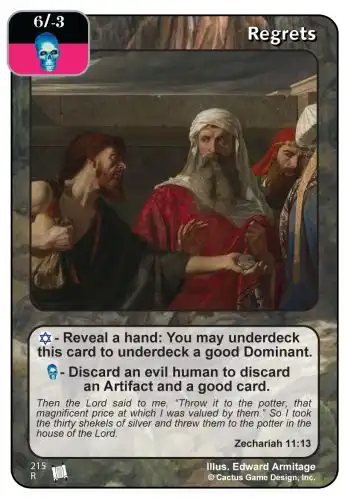 6/-3
Regrets
- Reveal a hand: You may underdeck
this card to underdeck a good Dominant.
- Discard an evil human to discard
an Artifact and a good card.
Then the Lord said to me, "Throw it to the potter, that
magnificent price at which I was valued by them." So I took
the thirty shekels of silver and threw them to the potter in the
house of the Lord.
Zechariah 11:13
215
R
Illus. Edward Armitage
© Cactus Game Design, Inc.